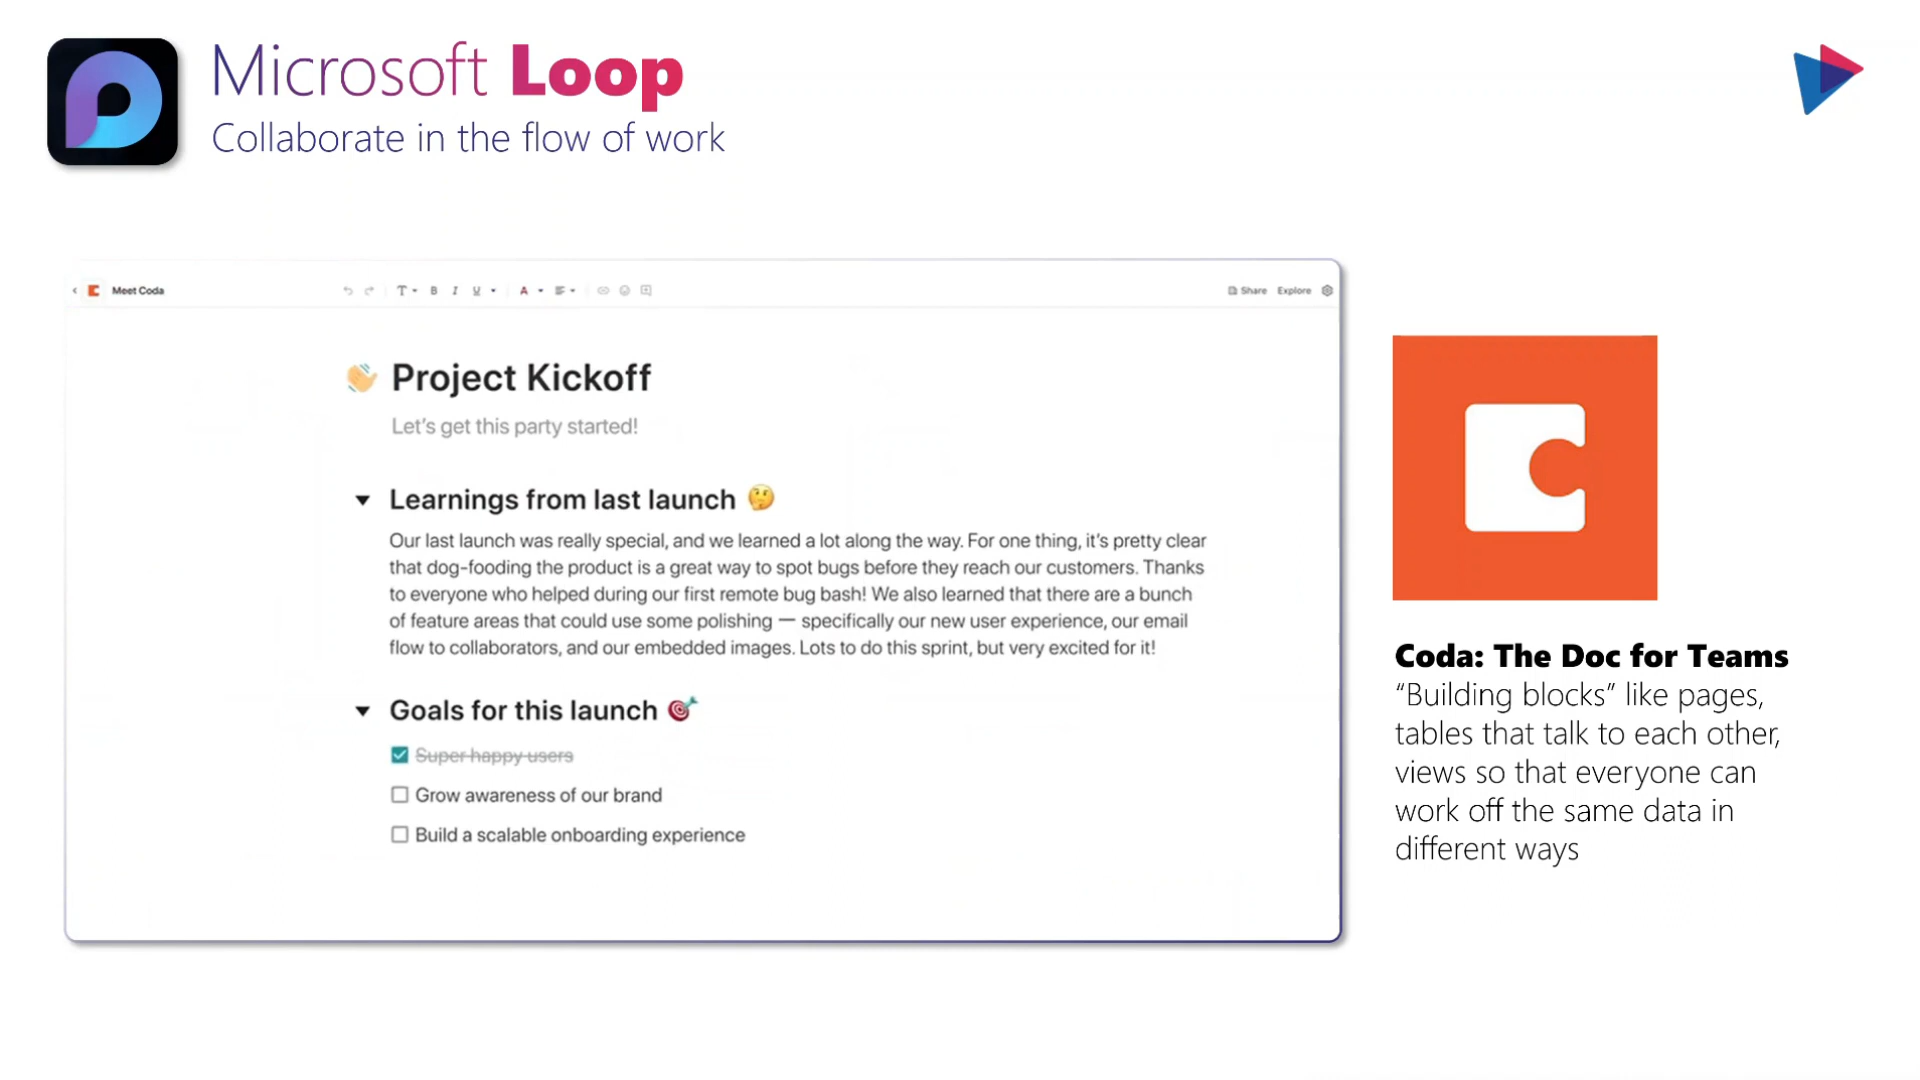 Microsoft Loop
Collaborate in the flow of work
Meet Coda
T
B
I
U
A
Share
Explore
Project Kickoff
Let's get this party started!
Learnings from last launch
Our last launch was really special, and we learned a lot along the way. For one thing, it's pretty clear
that dog-fooding the product is a great way to spot bugs before they reach our customers. Thanks
to everyone who helped during our first remote bug bash! We also learned that there are a bunch
of feature areas that could use some polishing — specifically our new user experience, our email
flow to collaborators, and our embedded images. Lots to do this sprint, but very excited for it!
Goals for this launch
Super happy users
Grow awareness of our brand
Build a scalable onboarding experience
Coda: The Doc for Teams
“Building blocks” like pages,
tables that talk to each other,
views so that everyone can
work off the same data in
different ways